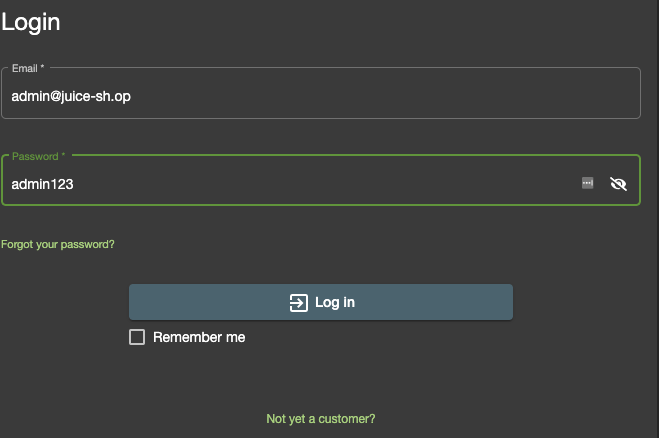 Login
Email *
admin@juice-sh.op
Password *
admin123
Forgot your password?
Log in
Remember me
Not yet a customer?